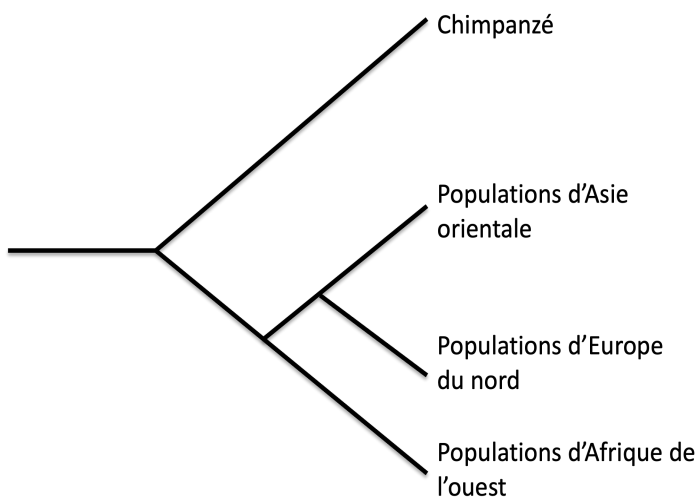 Chimpanzé
Populations d’Asie
orientale
Populations d’Europe
du nord
Populations d’Afrique de
l’ouest